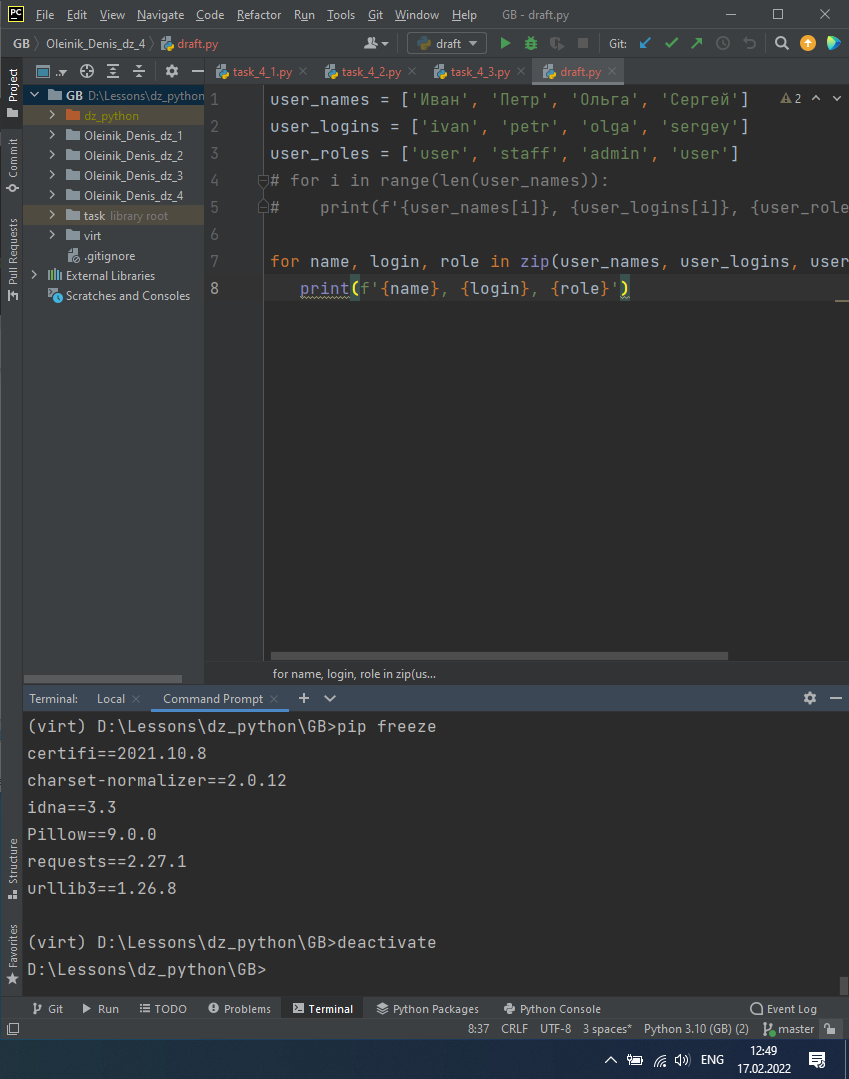 PC File Edit View Navigate Code Refactor Run Tools Git Window Help GB - draft.py
GB Oleinik_Denis_dz_4 draft.py draft Git:
Project
Commit
Pull Requests
Structure
Favorites
task_4_1.py task_4_2.py task_4_3.py draft.py
GB D:\Lessons\dz_python
dz_python
Oleinik_Denis_dz_1
Oleinik_Denis_dz_2
Oleinik_Denis_dz_3
Oleinik_Denis_dz_4
task library root
virt
.gitignore
External Libraries
Scratches and Consoles
1 user_names = ['Иван', 'Петр', 'Ольга', 'Сергей'] 2
2 user_logins = ['ivan', 'petr', 'olga', 'sergey']
3 user_roles = ['user', 'staff', 'admin', 'user']
4 # for i in range(len(user_names)):
5 #    print(f'{user_names[i]}, {user_logins[i]}, {user_role
6
7 for name, login, role in zip(user_names, user_logins, user
8    print(f'{name}, {login}, {role}')
for name, login, role in zip(us...
Terminal: Local Command Prompt
(virt) D:\Lessons\dz_python\GB>pip freeze
certifi==2021.10.8
charset-normalizer==2.0.12
idna==3.3
Pillow==9.0.0
requests==2.27.1
urllib3==1.26.8
(virt) D:\Lessons\dz_python\GB>deactivate
D:\Lessons\dz_python\GB>
Git Run TODO Problems Terminal Python Packages Python Console Event Log
8:37 CRLF UTF-8 3 spaces* Python 3.10 (GB) (2) master
ENG 12:49
17.02.2022